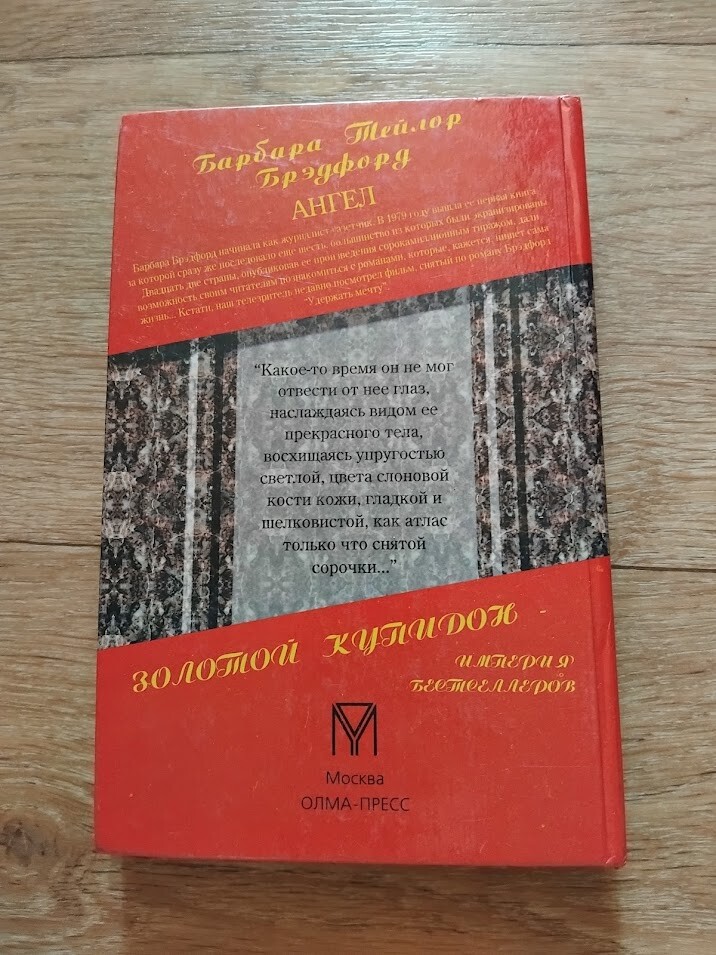 Барбара Тейлор
Брэдфорд
АНГЕЛ
Барбара Брэдфорд начинала как журналист-газетчик. В 1979 году вышла ее первая книга,
за которой сразу же последовало еще шесть, большинство из которых были экранизированы
Двадцать две страны, опубликовав ее произведения сорокамиллионным тиражом, дали
возможность своим читателям познакомиться с романами, которые, кажется, пишет сама
жизнь... Кстати, наш телезритель недавно посмотрел фильм, снятый по роману Брэдфорд
"Удержать мечту"
“Какое-то время он не мог
отвести от нее глаз,
наслаждаясь видом ее
прекрасного тела,
восхищаясь упругостью
светлой, цвета слоновой
кости кожи, гладкой и
шелковистой, как атлас
только что снятой
сорочки...”
ЗОЛОТОЙ КУПИДОН
ИМПЕРИЯ
БЕСТСЕЛЛЕРОВ
Москва
ОЛМА-ПРЕСС